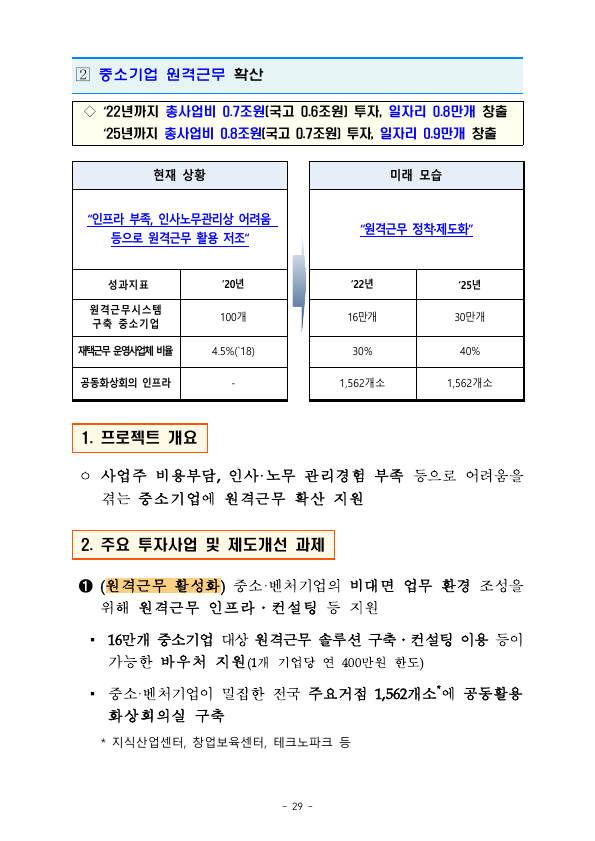 2 중소기업 원격근무 확산
◇ ‘22년까지 총사업비 0.7조원(국고 0.6조원) 투자, 일자리 0.8만개 창출
‘25년까지 총사업비 0.8조원(국고 0.7조원) 투자, 일자리 0.9만개 창출
현재 상황
미래 모습
“인프라 부족, 인사노무관리상 어려움
등으로 원격근무 활용 저조”
“원격근무 정착·제도화”
성과지표 ’20년 ’22년 ’25년
원격근무시스템
구축 중소기업 100개 16만개 30만개
재택근무 운영사업체 비율 4.5%(`18) 30% 40%
공동화상회의 인프라 - 1,562개소 1,562개소
1. 프로젝트 개요
ㅇ 사업주 비용부담, 인사·노무 관리경험 부족 등으로 어려움을
겪는 중소기업에 원격근무 확산 지원
2. 주요 투자사업 및 제도개선 과제
❶ (원격근무 활성화) 중소·벤처기업의 비대면 업무 환경 조성을
위해 원격근무 인프라·컨설팅 등 지원
▪ 16만개 중소기업 대상 원격근무 솔루션 구축·컨설팅 이용 등이
가능한 바우처 지원(1개 기업당 연 400만원 한도)
▪ 중소·벤처기업이 밀집한 전국 주요거점 1,562개소*에 공동활용
화상회의실 구축
* 지식산업센터, 창업보육센터, 테크노파크 등
- 29 -